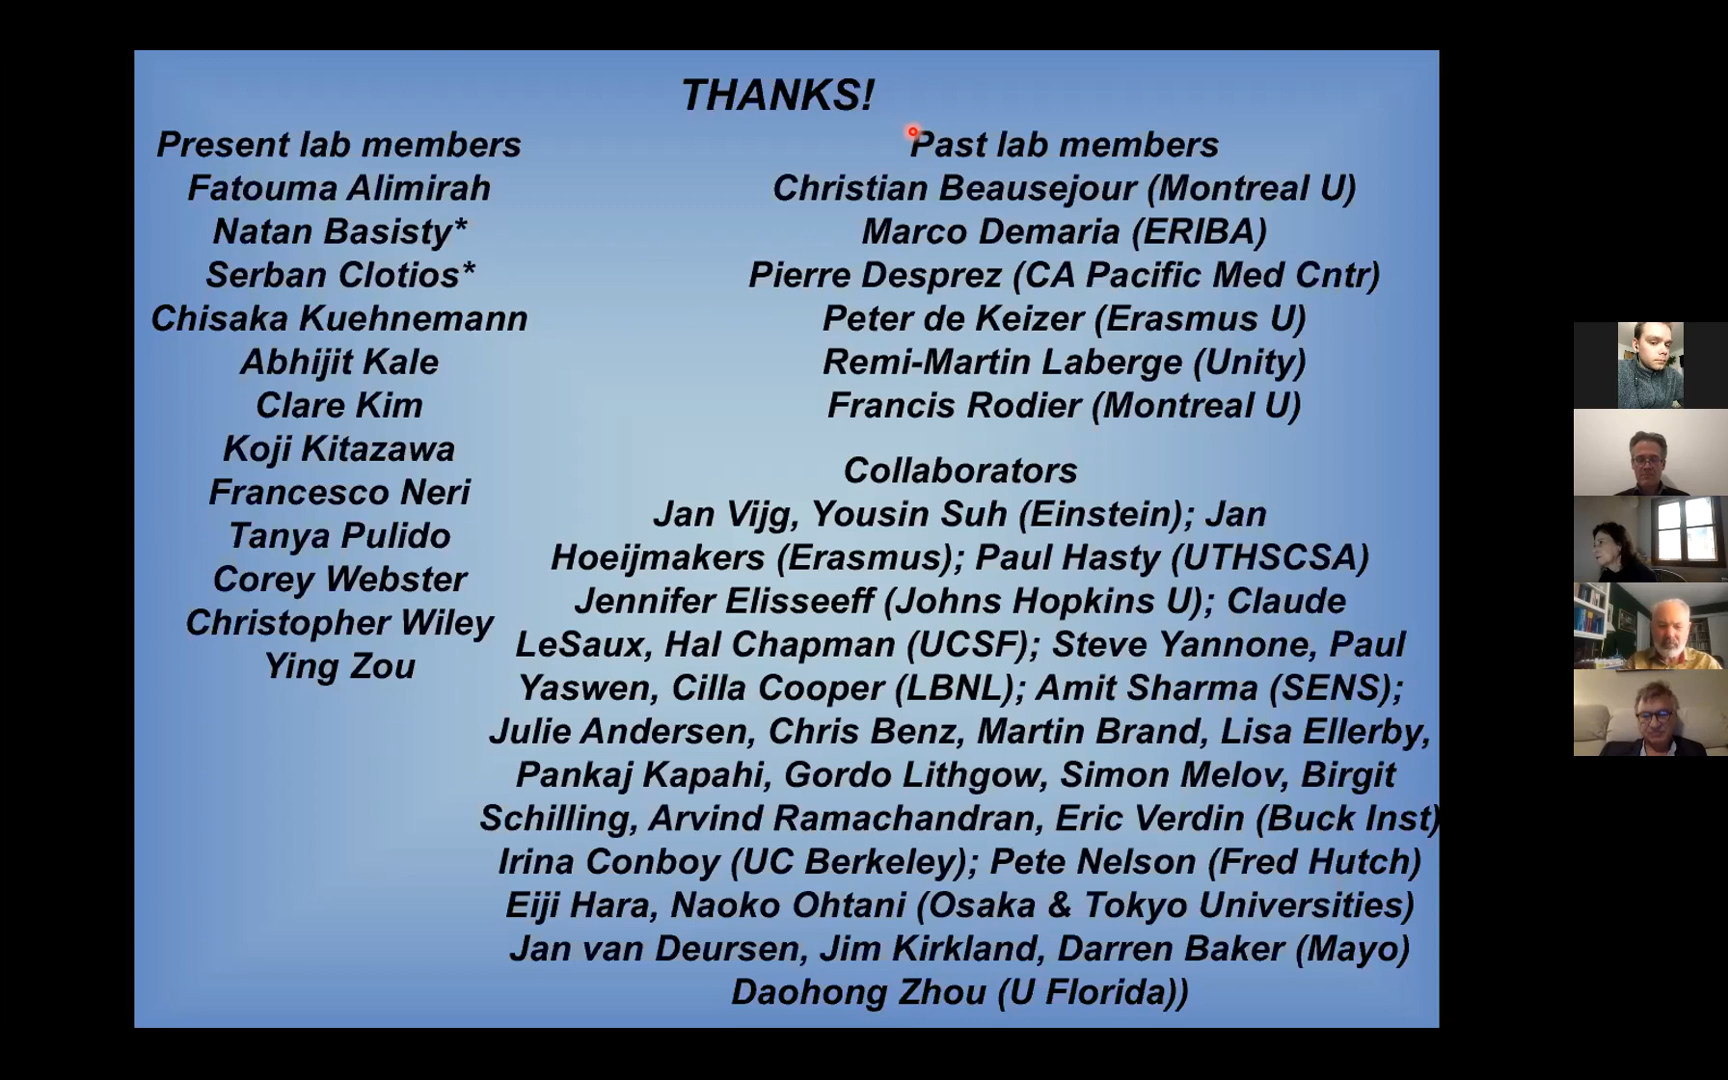 THANKS!
Present lab members
Fatouma Alimirah
Natan Basisty*
Serban Clotios*
Chisaka Kuehnemann
Abhijit Kale
Clare Kim
Koji Kitazawa
Francesco Neri
Tanya Pulido
Corey Webster
Christopher Wiley
Ying Zou
Past lab members
Christian Beausejour (Montreal U)
Marco Demaria (ERIBA)
Pierre Desprez (CA Pacific Med Cntr)
Peter de Keizer (Erasmus U)
Remi-Martin Laberge (Unity)
Francis Rodier (Montreal U)
Collaborators
Jan Vijg, Yousin Suh (Einstein); Jan
Hoeijmakers (Erasmus); Paul Hasty (UTHSCSA)
Jennifer Elisseeff (Johns Hopkins U); Claude
LeSaux, Hal Chapman (UCSF); Steve Yannone, Paul
Yaswen, Cilla Cooper (LBNL); Amit Sharma (SENS);
Julie Andersen, Chris Benz, Martin Brand, Lisa Ellerby,
Pankaj Kapahi, Gordo Lithgow, Simon Melov, Birgit
Schilling, Arvind Ramachandran, Eric Verdin (Buck Inst)
Irina Conboy (UC Berkeley); Pete Nelson (Fred Hutch)
Eiji Hara, Naoko Ohtani (Osaka & Tokyo Universities)
Jan van Deursen, Jim Kirkland, Darren Baker (Mayo)
Daohong Zhou (U Florida))